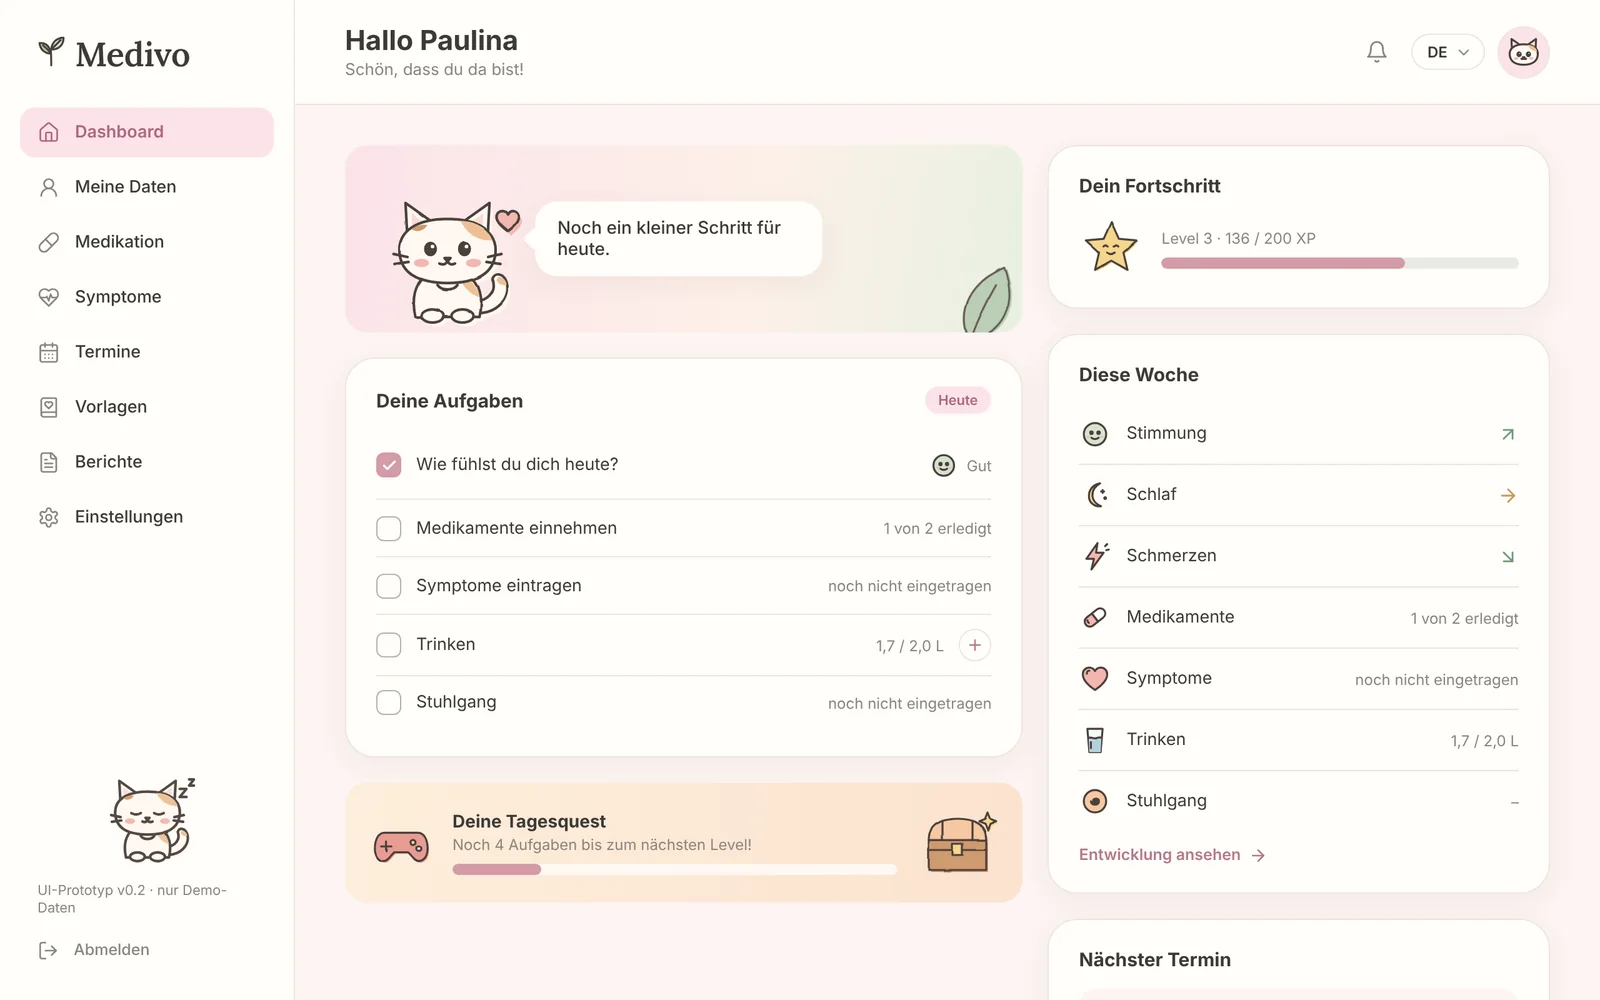 Medivo
Dashboard
Meine Daten
Medikation
Symptome
Termine
Vorlagen
Berichte
Einstellungen
z z
UI-Prototyp v0.2 · nur Demo-
Daten
Abmelden
Hallo Paulina
Schön, dass du da bist!
DE
Noch ein kleiner Schritt für
heute.
Deine Aufgaben
Heute
Wie fühlst du dich heute?
Gut
Medikamente einnehmen
1 von 2 erledigt
Symptome eintragen
noch nicht eingetragen
Trinken
1,7 / 2,0 L
+
Stuhlgang
noch nicht eingetragen
Deine Tagesquest
Noch 4 Aufgaben bis zum nächsten Level!
Dein Fortschritt
Level 3 · 136 / 200 XP
Diese Woche
Stimmung
Schlaf
Schmerzen
Medikamente
1 von 2 erledigt
Symptome
noch nicht eingetragen
Trinken
1,7 / 2,0 L
Stuhlgang
–
Entwicklung ansehen →
Nächster Termin